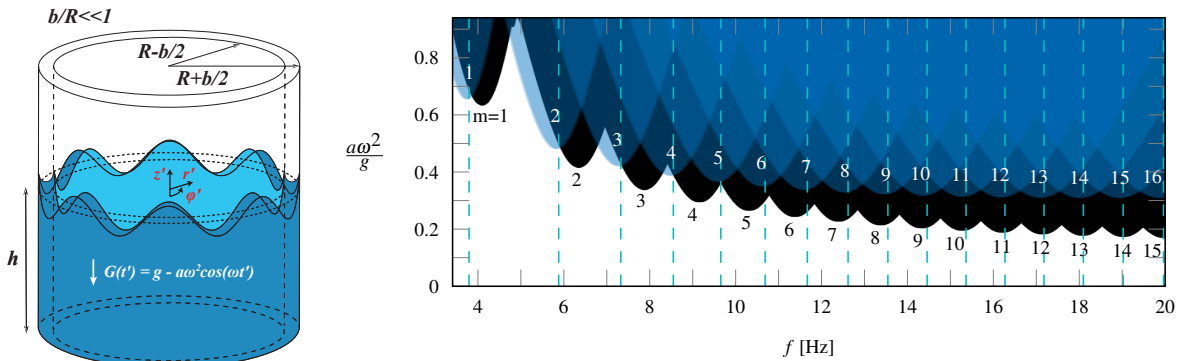 b/R<<1
R-b/2
R+b/2
z'
r'
φ'
h
G(t') = g - aω²cos(ωt')
aω²/g
0.8
0.6
0.4
0.2
0
1 2 3 4 5 6 7 8 9 10 11 12 13 14 15 16
m=1 2 3 4 5 6 7 8 9 10 11 12 13 14 15
4 6 8 10 12 14 16 18 20
f [Hz]